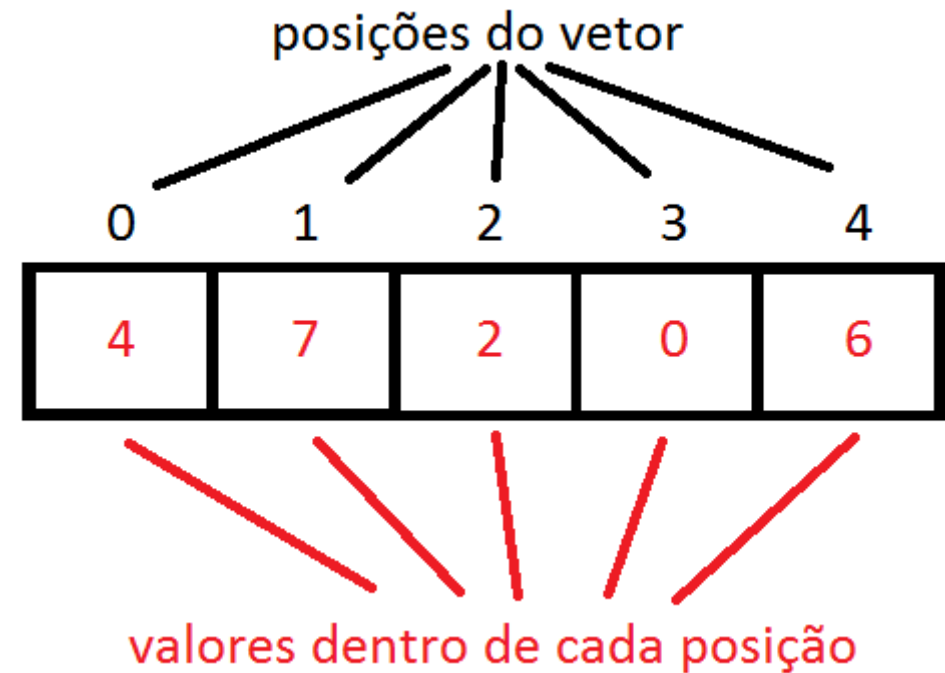 posições do vetor
0 1 2 3 4
4 7 2 0 6
valores dentro de cada posição